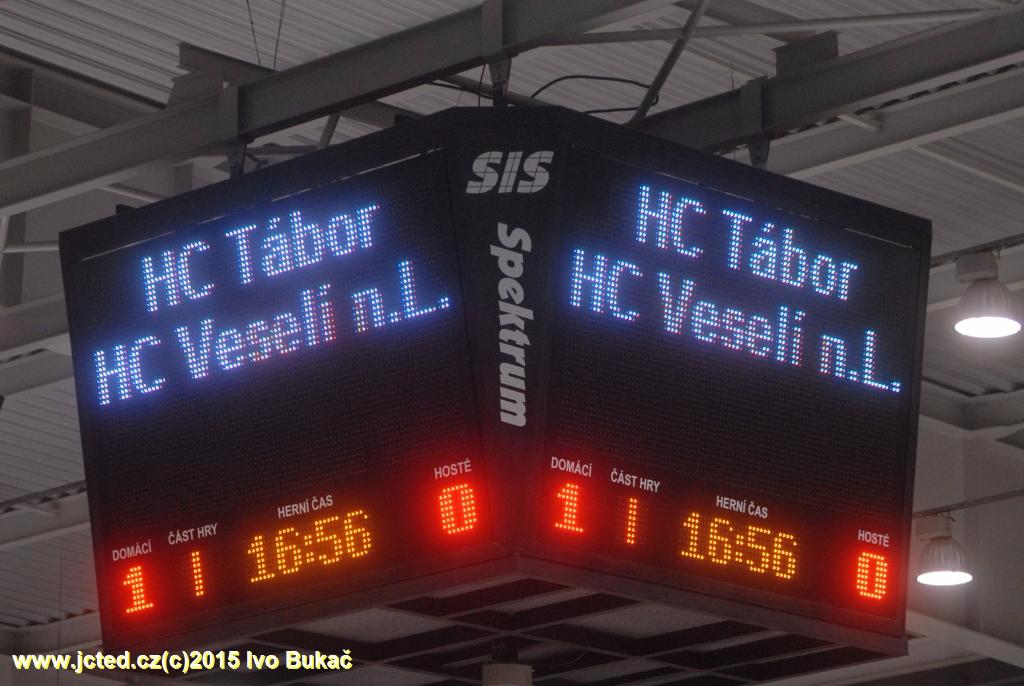 SIS
Spektrum
HC Tábor
HC Veselí n.L.
DOMÁCÍ ČÁST HRY HERNÍ ČAS HOSTÉ
1 1 16:56 0
HC Tábor
HC Veselí n.L.
DOMÁCÍ ČÁST HRY HERNÍ ČAS HOSTÉ
1 1 16:56 0
www.jcted.cz(c)2015 Ivo Bukač